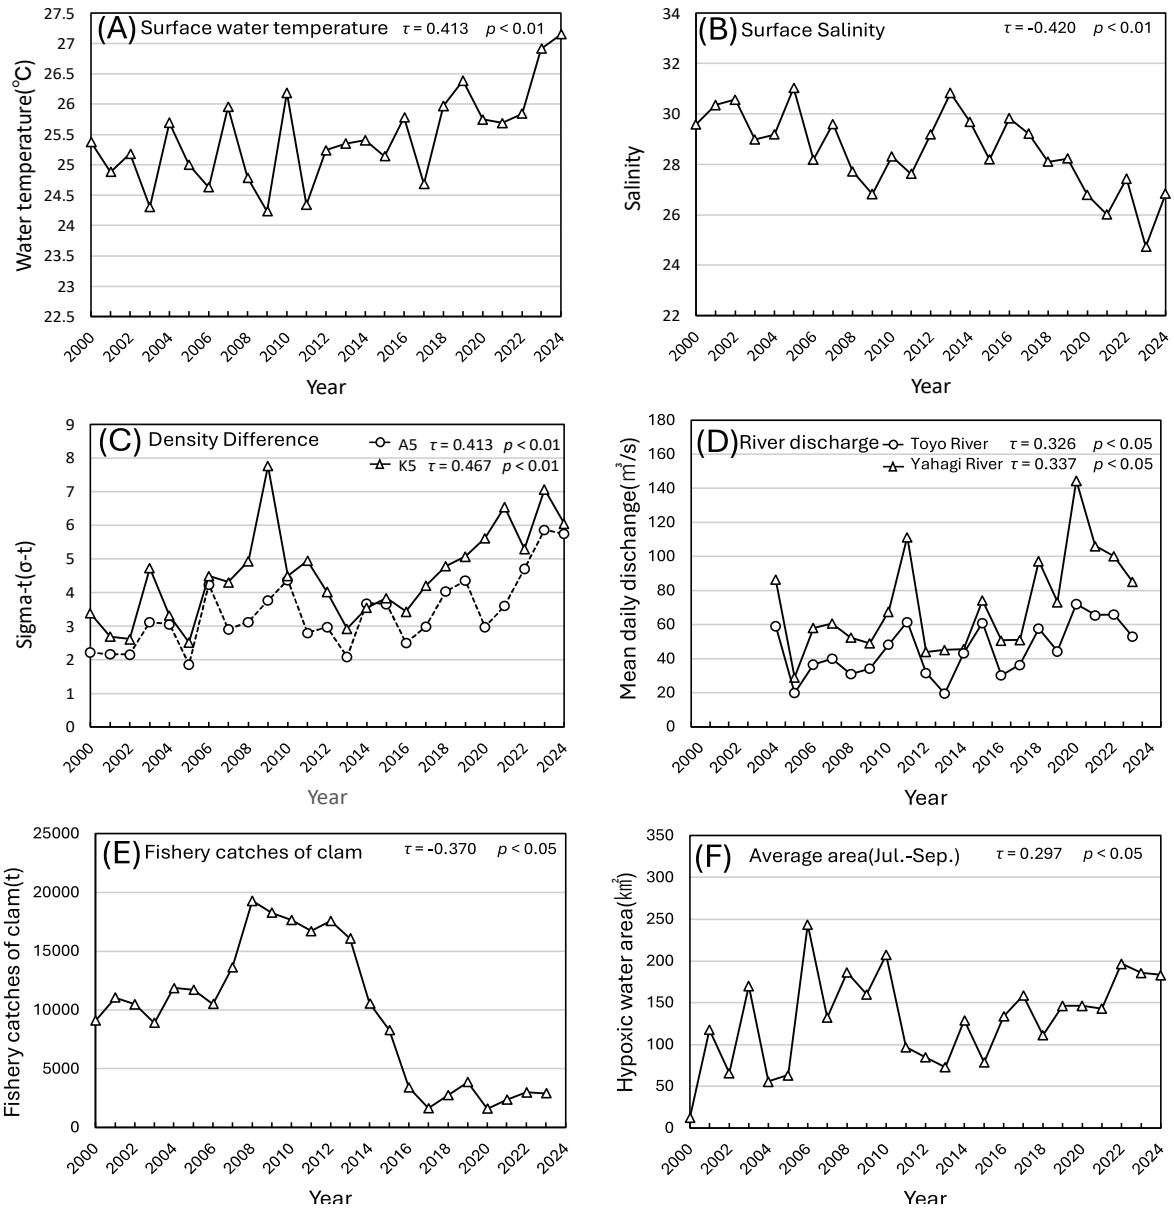 (A) Surface water temperature τ = 0.413 p < 0.01
Water temperature(℃)
27.5
27
26.5
26
25.5
25
24.5
24
23.5
23
22.5
2000 2002 2004 2006 2008 2010 2012 2014 2016 2018 2020 2022 2024
Year
(B) Surface Salinity τ = -0.420 p < 0.01
Salinity
34
32
30
28
26
24
22
2000 2002 2004 2006 2008 2010 2012 2014 2016 2018 2020 2022 2024
Year
(C) Density Difference
A5 τ = 0.413 p < 0.01
K5 τ = 0.467 p < 0.01
Sigma-t(σ-t)
9
8
7
6
5
4
3
2
1
0
2000 2002 2004 2006 2008 2010 2012 2014 2016 2018 2020 2022 2024
Year
(D) River discharge
Toyo River τ = 0.326 p < 0.05
Yahagi River τ = 0.337 p < 0.05
Mean daily dischange(㎥/s)
180
160
140
120
100
80
60
40
20
0
2000 2002 2004 2006 2008 2010 2012 2014 2016 2018 2020 2022 2024
Year
(E) Fishery catches of clam τ = -0.370 p < 0.05
Fishery catches of clam(t)
25000
20000
15000
10000
5000
0
2000 2002 2004 2006 2008 2010 2012 2014 2016 2018 2020 2022 2024
Year
(F) Average area(Jul.-Sep.) τ = 0.297 p < 0.05
Hypoxic water area(㎢)
350
300
250
200
150
100
50
0
2000 2002 2004 2006 2008 2010 2012 2014 2016 2018 2020 2022 2024
Year